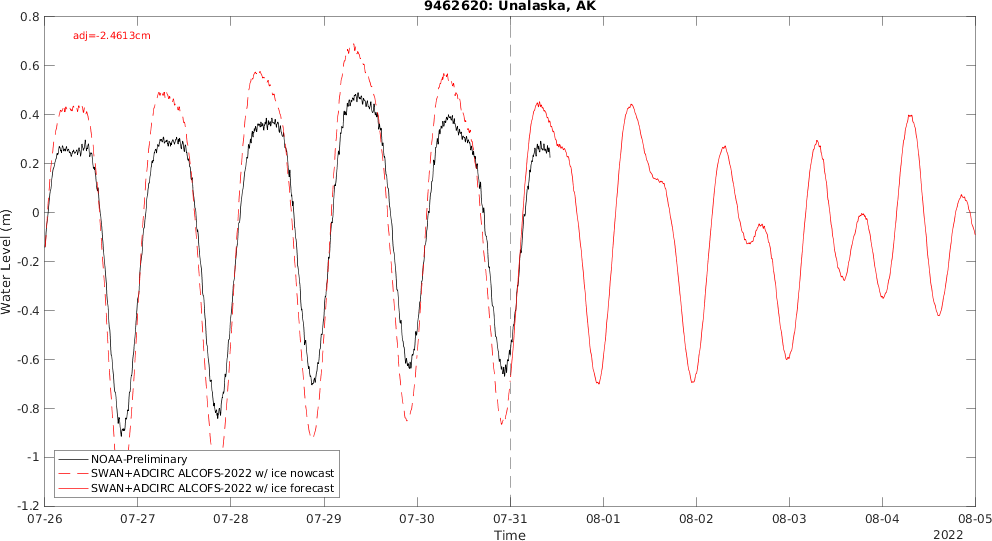 9462620: Unalaska, AK
adj=-2.4613cm
0.8
0.6
0.4
0.2
0
-0.2
-0.4
-0.6
-0.8
-1
-1.2
Water Level (m)
NOAA-Preliminary
SWAN+ADCIRC ALCOFS-2022 w/ ice nowcast
SWAN+ADCIRC ALCOFS-2022 w/ ice forecast
07-26 07-27 07-28 07-29 07-30 07-31 08-01 08-02 08-03 08-04 08-05
Time
2022